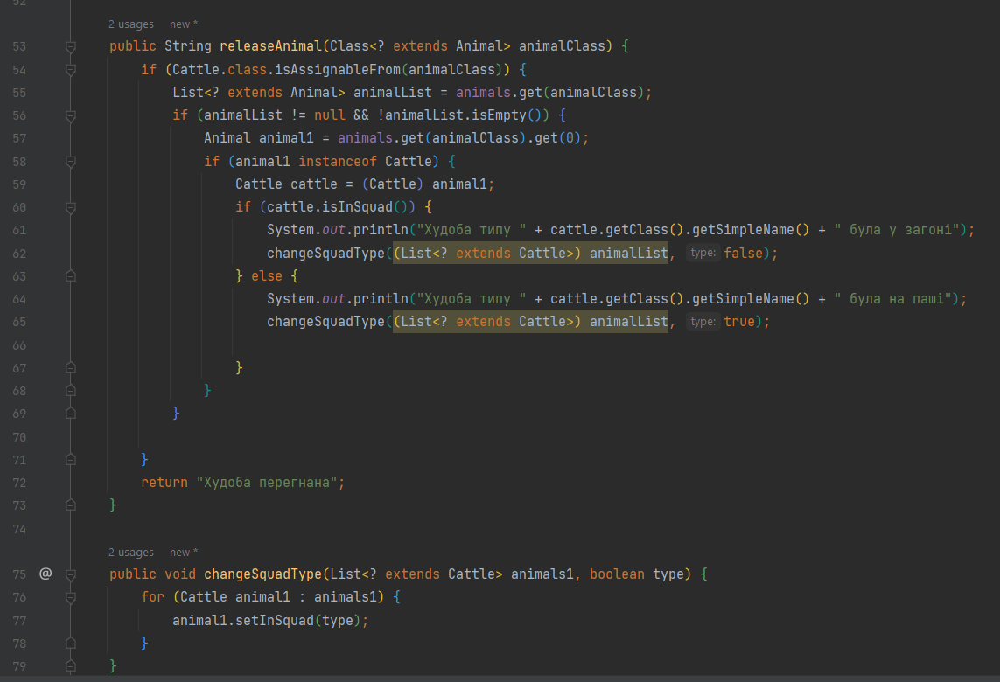 52
2 usages new *
53 public String releaseAnimal(Class<? extends Animal> animalClass) {
54 if (Cattle.class.isAssignableFrom(animalClass)) {
55 List<? extends Animal> animalList = animals.get(animalClass);
56 if (animalList != null && !animalList.isEmpty()) {
57 Animal animal1 = animals.get(animalClass).get(0);
58 if (animal1 instanceof Cattle) {
59 Cattle cattle = (Cattle) animal1;
60 if (cattle.isInSquad()) {
61 System.out.println("Худоба типу " + cattle.getClass().getSimpleName() + " була у загоні");
62 changeSquadType((List<? extends Cattle>) animalList, type: false);
63 } else {
64 System.out.println("Худоба типу " + cattle.getClass().getSimpleName() + " була на паші");
65 changeSquadType((List<? extends Cattle>) animalList, type: true);
66
67 }
68 }
69 }
70
71 }
72 return "Худоба перегнана";
73 }
74
2 usages new *
75 @ public void changeSquadType(List<? extends Cattle> animals1, boolean type) {
76 for (Cattle animal1 : animals1) {
77 animal1.setInSquad(type);
78 }
79 }